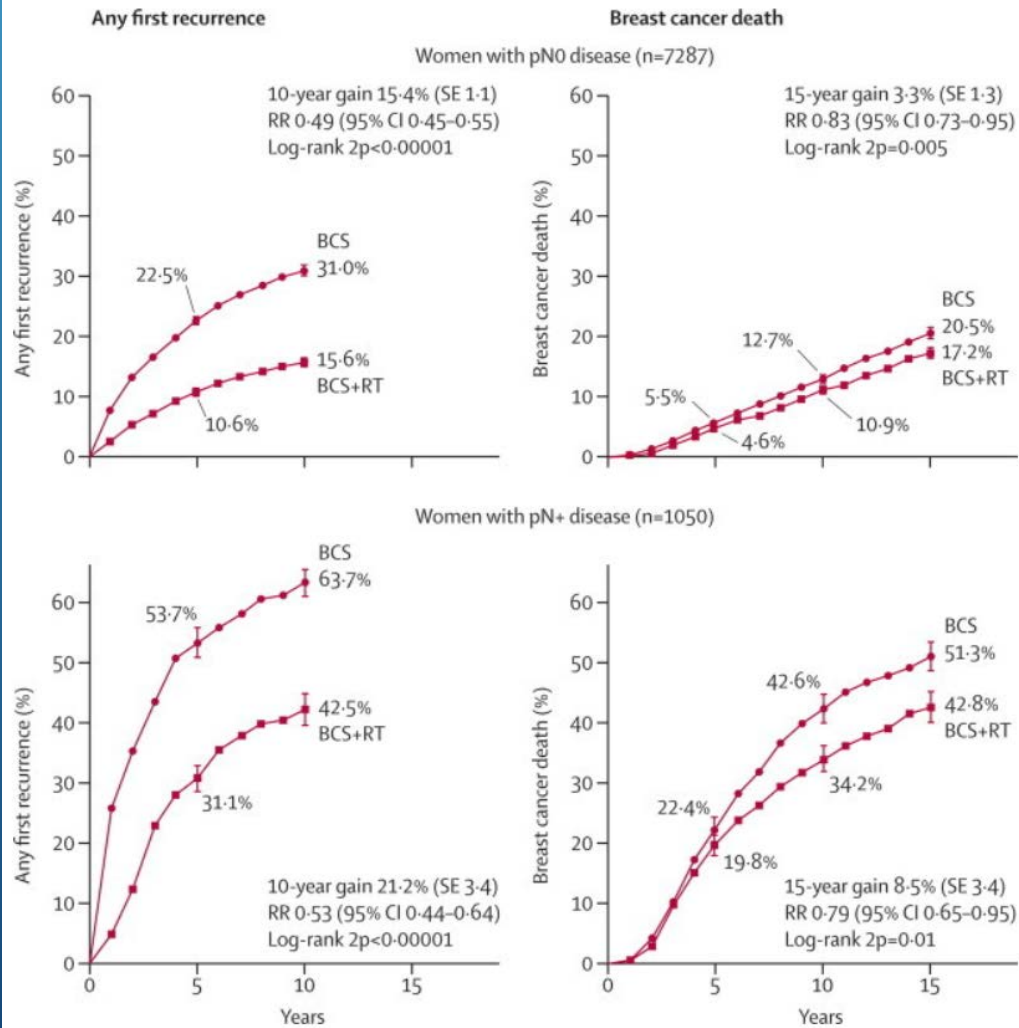 Any first recurrence
Breast cancer death
Women with pN0 disease (n=7287)
Any first recurrence (%)
60
50
40
30
20
10
0
10-year gain 15·4% (SE 1·1)
RR 0·49 (95% CI 0·45–0·55)
Log-rank 2p<0·00001
22·5%
BCS
31·0%
15·6%
BCS+RT
10·6%
Breast cancer death (%)
60
50
40
30
20
10
0
15-year gain 3·3% (SE 1·3)
RR 0·83 (95% CI 0·73–0·95)
Log-rank 2p=0·005
5·5%
12·7%
BCS
20·5%
17·2%
BCS+RT
4·6%
10·9%
Women with pN+ disease (n=1050)
Any first recurrence (%)
60
50
40
30
20
10
0
53·7%
BCS
63·7%
42·5%
BCS+RT
31·1%
10-year gain 21·2% (SE 3·4)
RR 0·53 (95% CI 0·44–0·64)
Log-rank 2p<0·00001
0
5
10
15
Years
Breast cancer death (%)
60
50
40
30
20
10
0
22·4%
42·6%
BCS
51·3%
42·8%
BCS+RT
34·2%
19·8%
15-year gain 8·5% (SE 3·4)
RR 0·79 (95% CI 0·65–0·95)
Log-rank 2p=0·01
0
5
10
15
Years